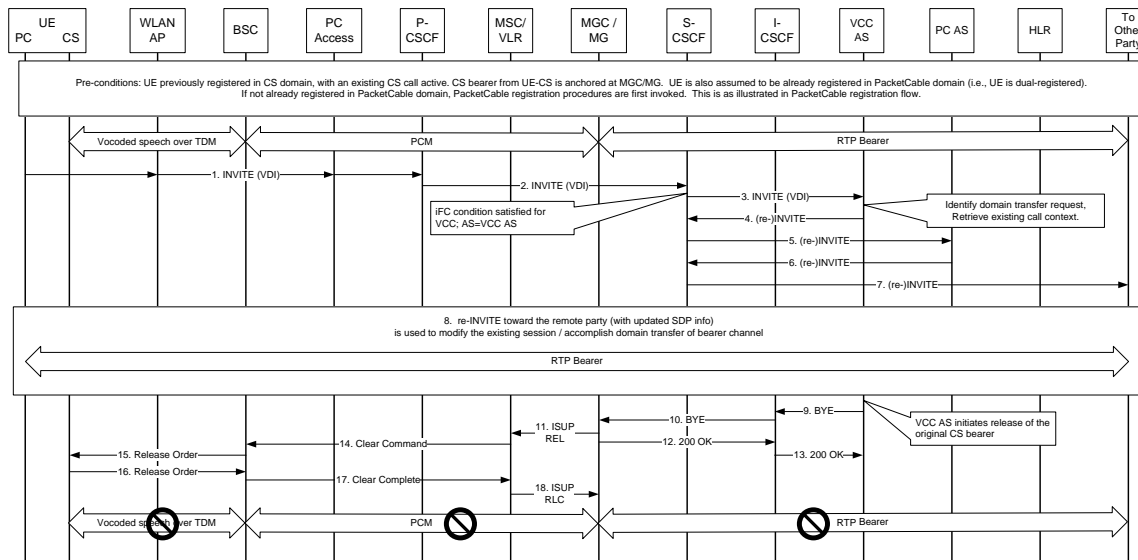 UE
PC CS
WLAN
AP
BSC
PC
Access
P-
CSCF
MSC/
VLR
MGC /
MG
S-
CSCF
I-
CSCF
VCC
AS
PC AS
HLR
To
Other
Party
Pre-conditions: UE previously registered in CS domain, with an existing CS call active. CS bearer from UE-CS is anchored at MGC/MG. UE is also assumed to be already registered in PacketCable domain (i.e., UE is dual-registered).
If not already registered in PacketCable domain, PacketCable registration procedures are first invoked. This is as illustrated in PacketCable registration flow.
Vocoded speech over TDM
PCM
RTP Bearer
1. INVITE (VDI)
2. INVITE (VDI)
3. INVITE (VDI)
iFC condition satisfied for
VCC; AS=VCC AS
Identify domain transfer request,
Retrieve existing call context.
4. (re-)INVITE
5. (re-)INVITE
6. (re-)INVITE
7. (re-)INVITE
8. re-INVITE toward the remote party (with updated SDP info)
is used to modify the existing session / accomplish domain transfer of bearer channel
RTP Bearer
9. BYE
10. BYE
VCC AS initiates release of the
original CS bearer
11. ISUP
REL
12. 200 OK
13. 200 OK
14. Clear Command
15. Release Order
16. Release Order
17. Clear Complete
18. ISUP
RLC
Vocoded speech over TDM
PCM
RTP Bearer